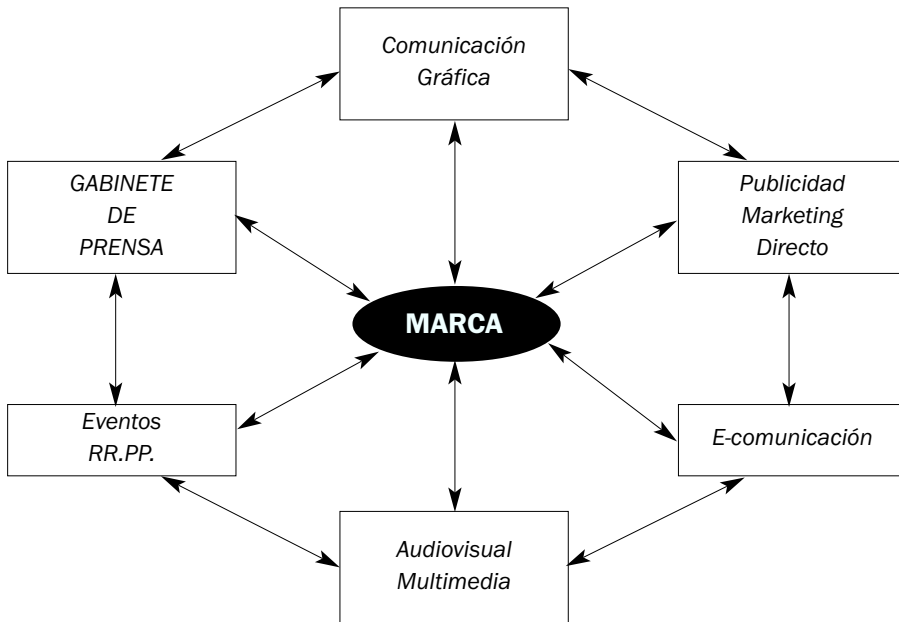 Comunicación
Gráfica
GABINETE
DE
PRENSA
Publicidad
Marketing
Directo
MARCA
Eventos
RR.PP.
E-comunicación
Audiovisual
Multimedia